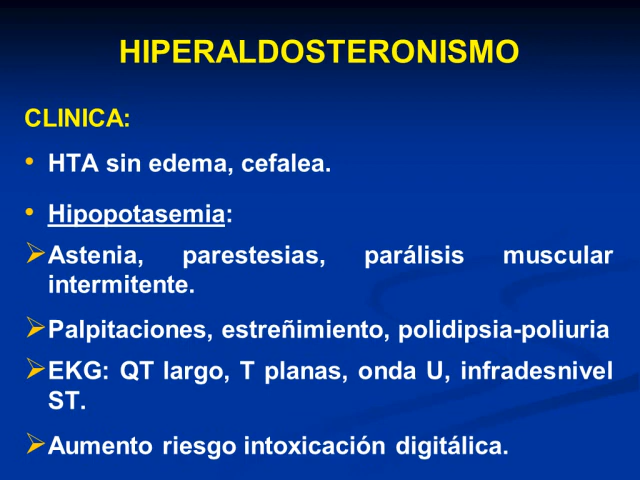 HIPERALDOSTERONISMO
CLINICA:
• HTA sin edema, cefalea.
• Hipopotasemia:
➢Astenia, parestesias, parálisis muscular
intermitente.
➢Palpitaciones, estreñimiento, polidipsia-poliuria
➢EKG: QT largo, T planas, onda U, infradesnivel
ST.
➢Aumento riesgo intoxicación digitálica.